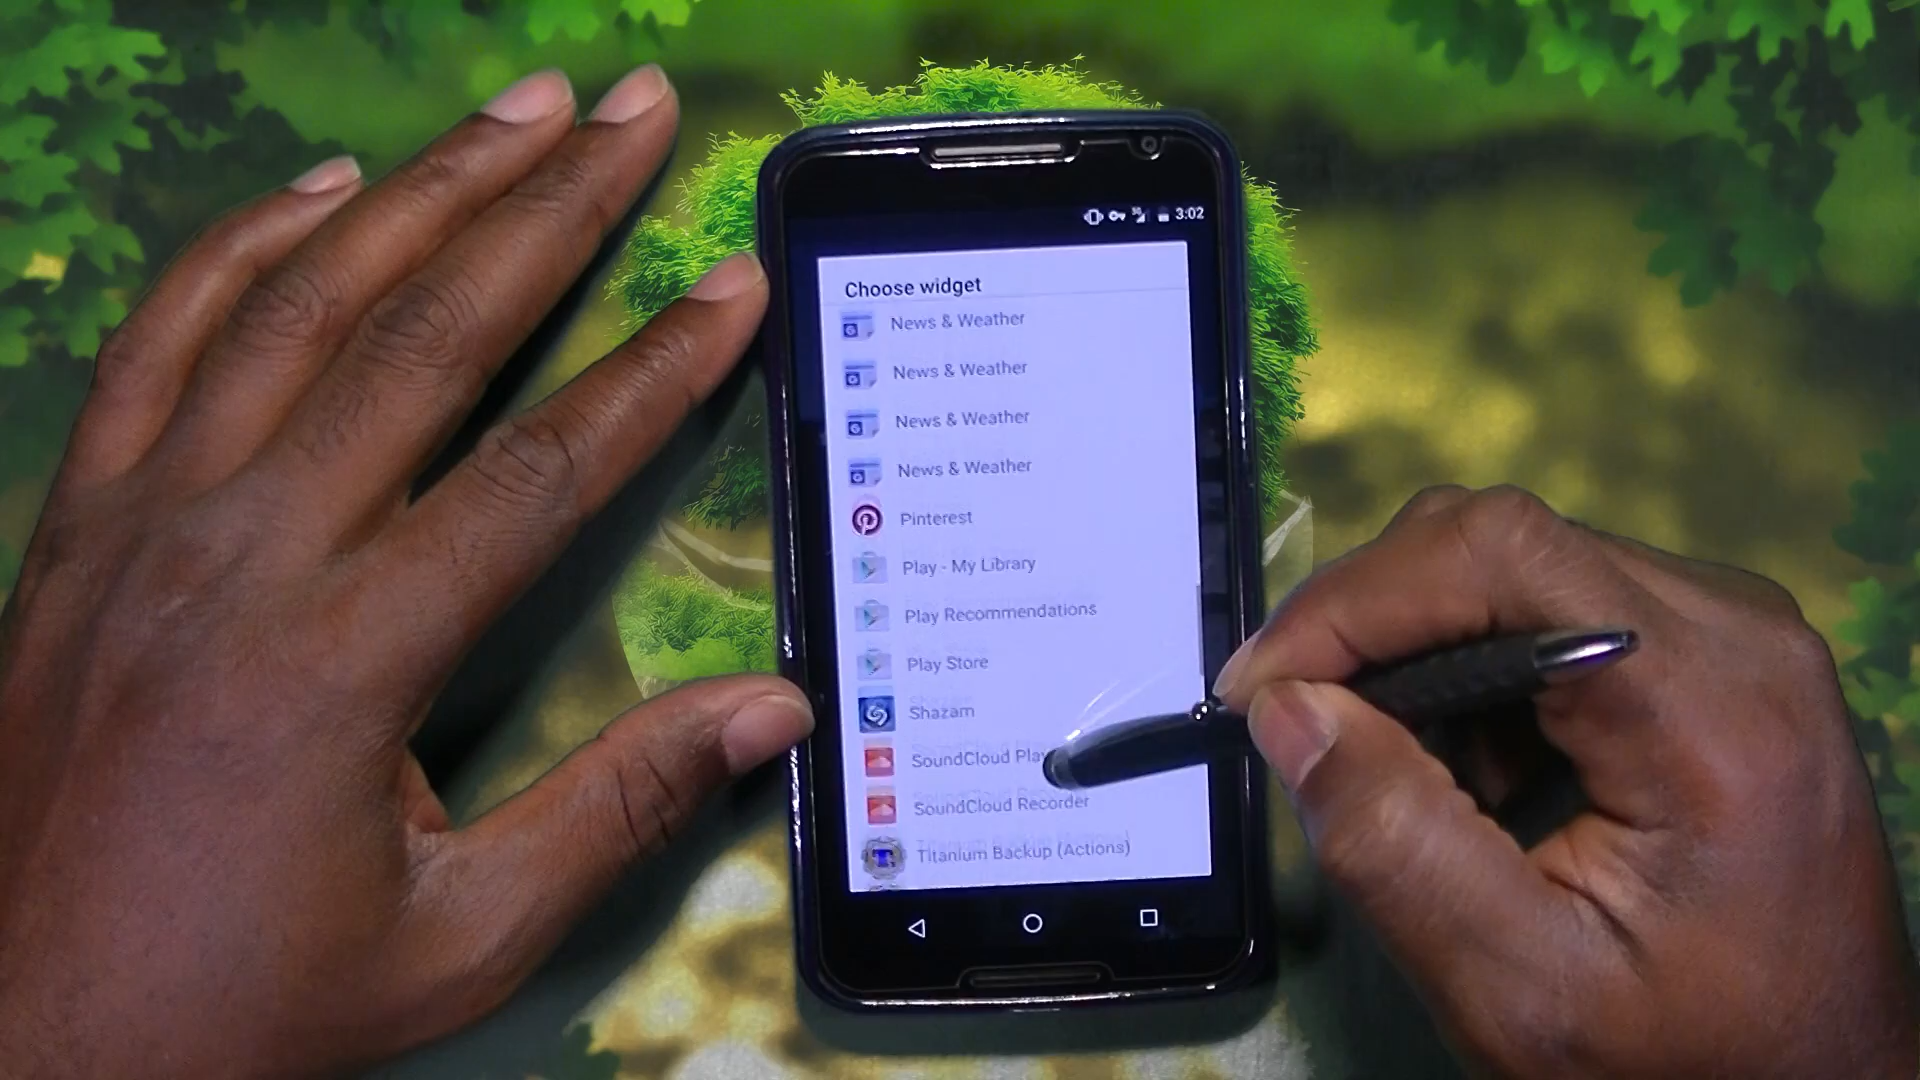 3:02
Choose widget
News & Weather
News & Weather
News & Weather
News & Weather
Pinterest
Play - My Library
Play Recommendations
Play Store
Shazam
SoundCloud Play
SoundCloud Recorder
Titanium Backup (Actions)